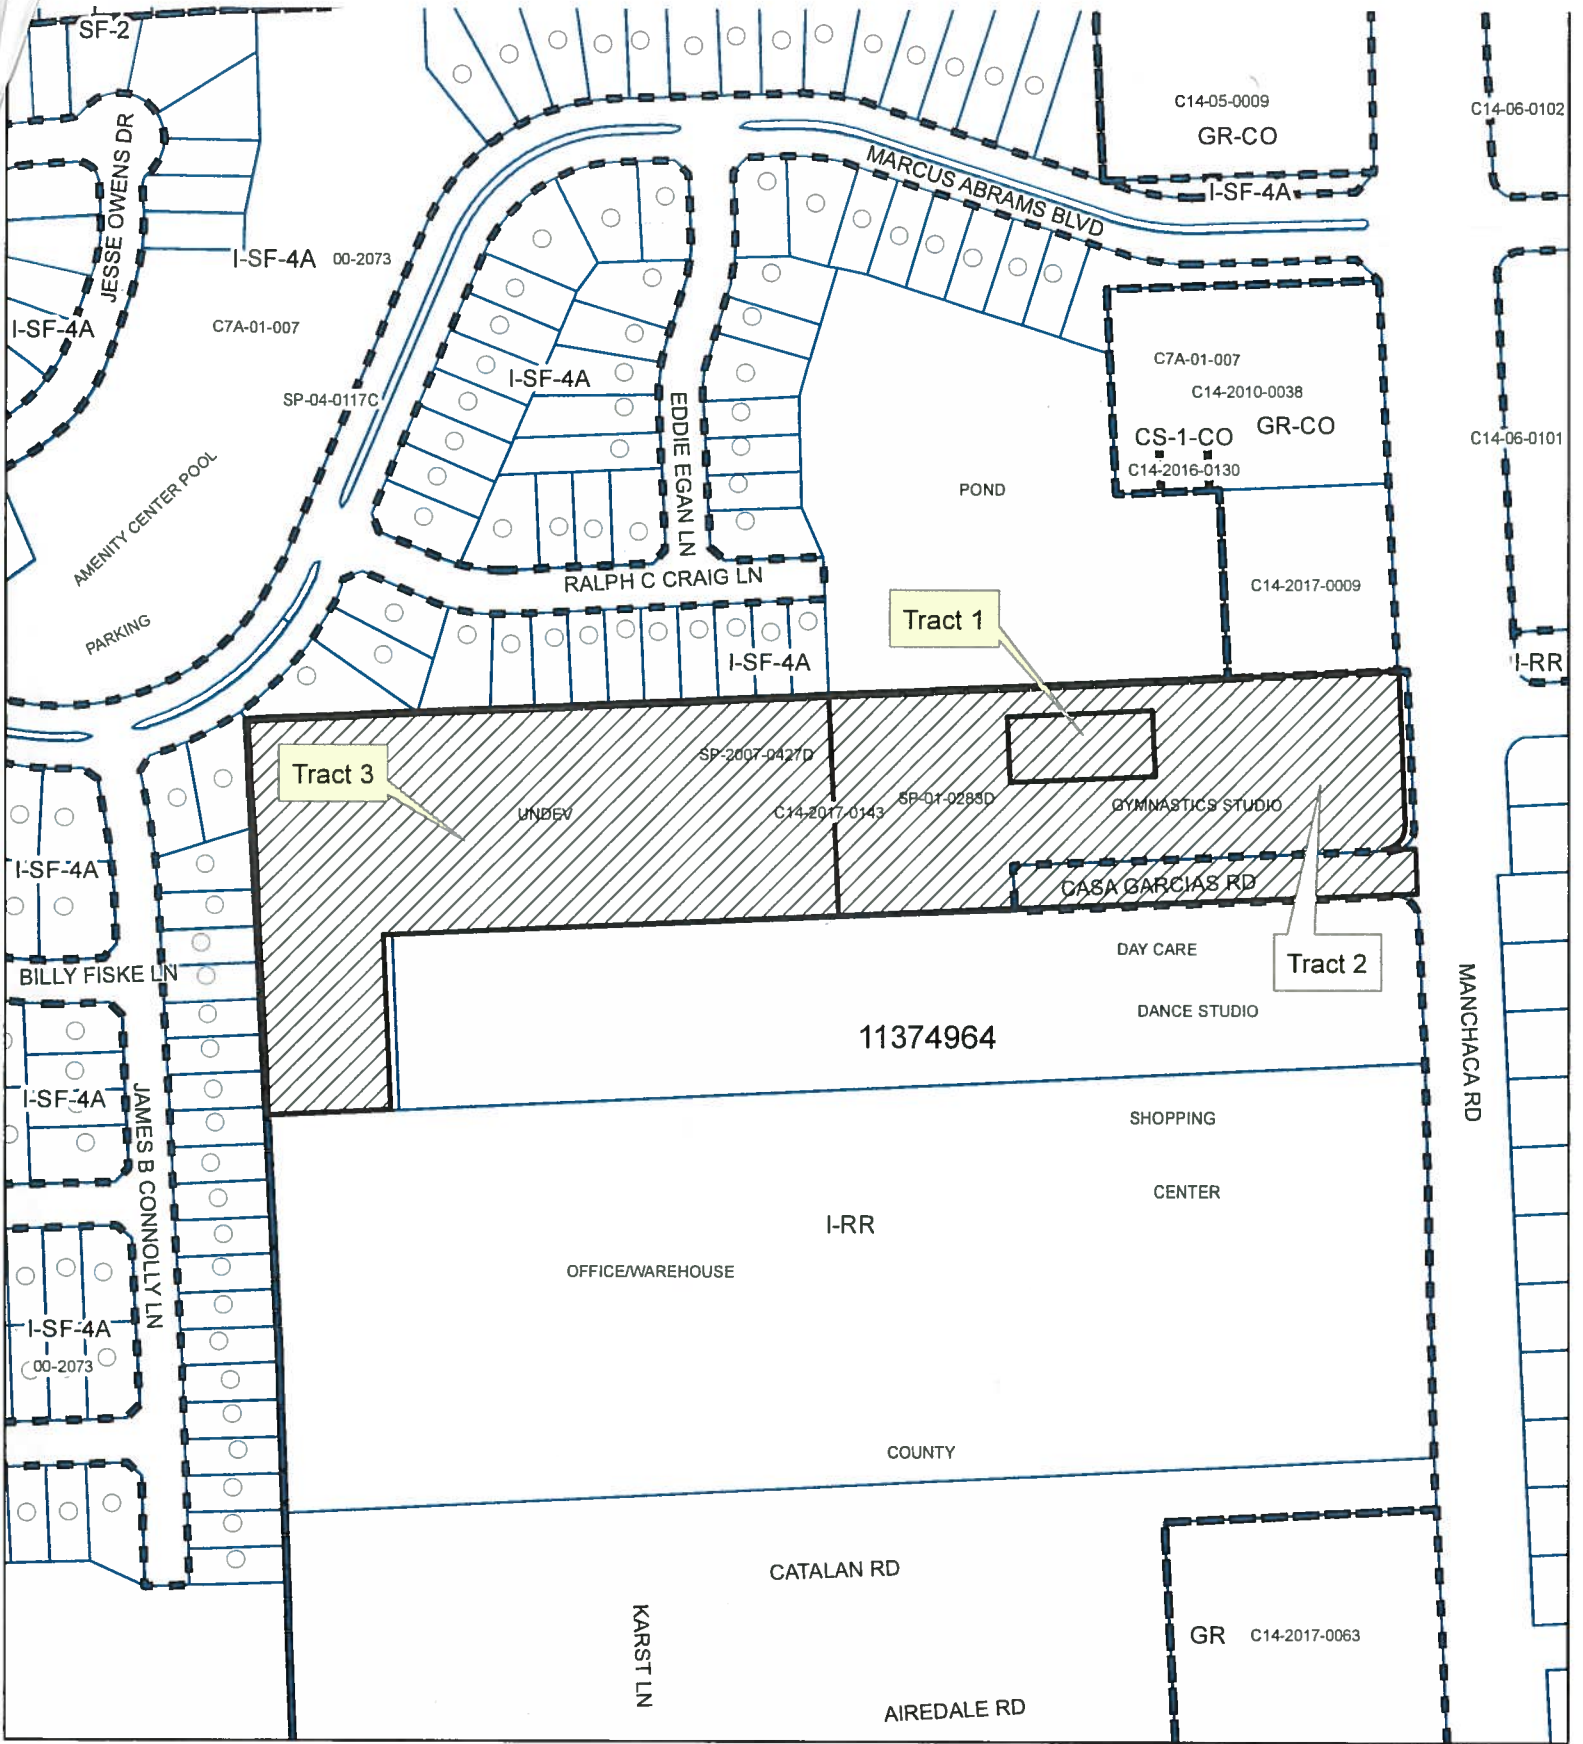 SF-2
C14-05-0009
C14-06-0102
GR-CO
JESSE OWENS DR
MARCUS ABRAMS BLVD
I-SF-4A
I-SF-4A
00-2073
I-SF-4A
C7A-01-007
C7A-01-007
I-SF-4A
C14-2010-0038
SP-04-0117C
GR-CO
CS-1-CO
C14-06-0101
EDDIE EGAN LN
C14-2016-0130
POND
AMENITY CENTER POOL
RALPH C CRAIG LN
C14-2017-0009
Tract 1
PARKING
I-SF-4A
I-RR
SP-2007-0427D
Tract 3
SP-01-0283D
GYMNASTICS STUDIO
UNDEV
C14-2017-0143
I-SF-4A
CASA GARCIAS RD
DAY CARE
Tract 2
BILLY FISKE LN
DANCE STUDIO
11374964
MANCHACA RD
I-SF-4A
SHOPPING
JAMES B CONNOLLY LN
CENTER
I-RR
OFFICE/WAREHOUSE
I-SF-4A
00-2073
COUNTY
CATALAN RD
KARST LN
GR
C14-2017-0063
AIREDALE RD